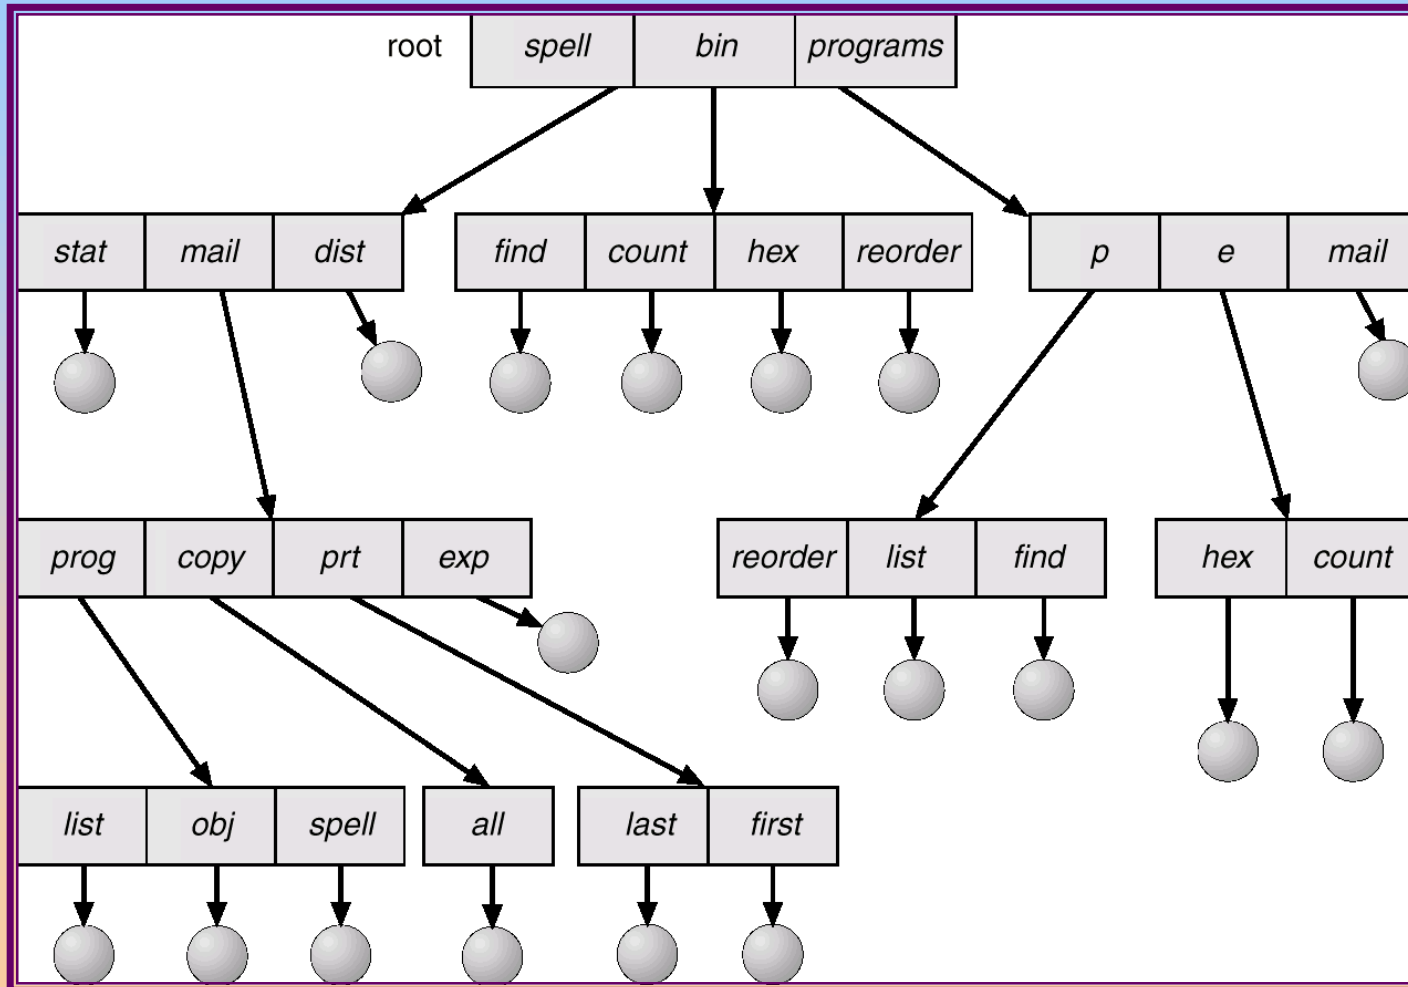 root spell bin programs
stat mail dist find count hex reorder p e mail
prog copy prt exp reorder list find hex count
list obj spell all last first